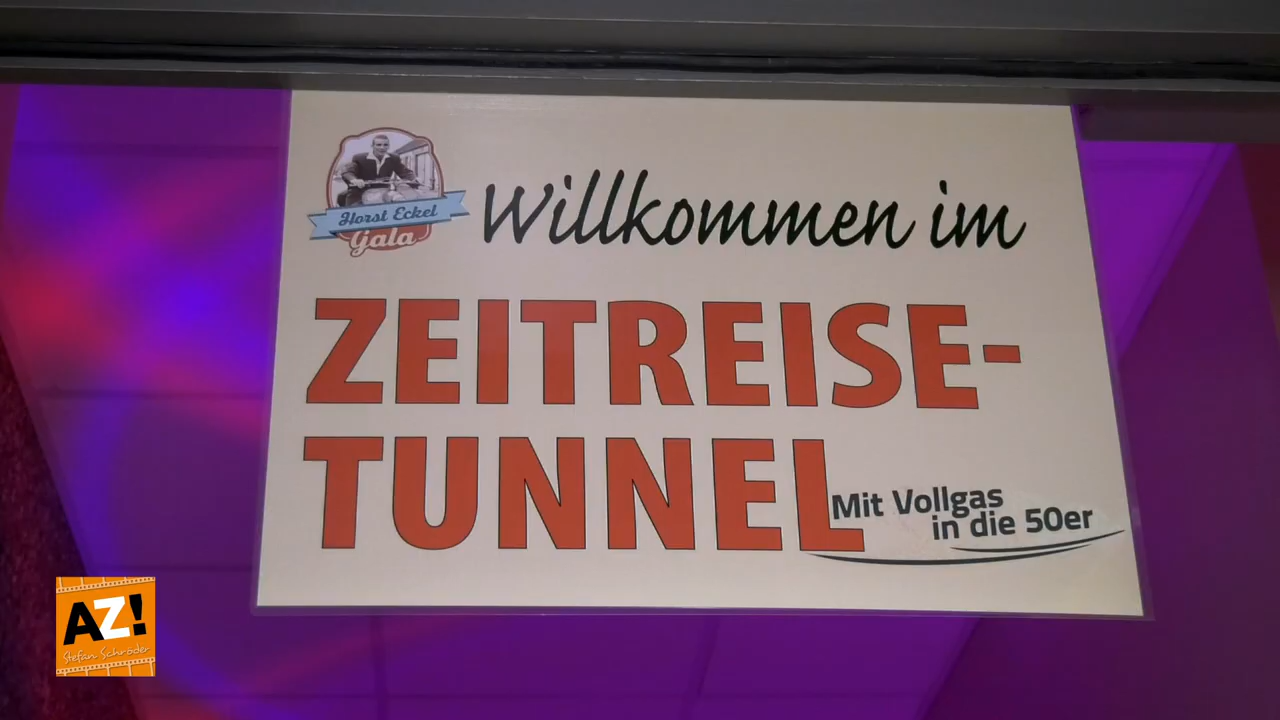 Horst Eckel
Gala
Willkommen im
ZEITREISE-
TUNNEL
Mit Vollgas
in die 50er
AZ!
Stefan Schröder